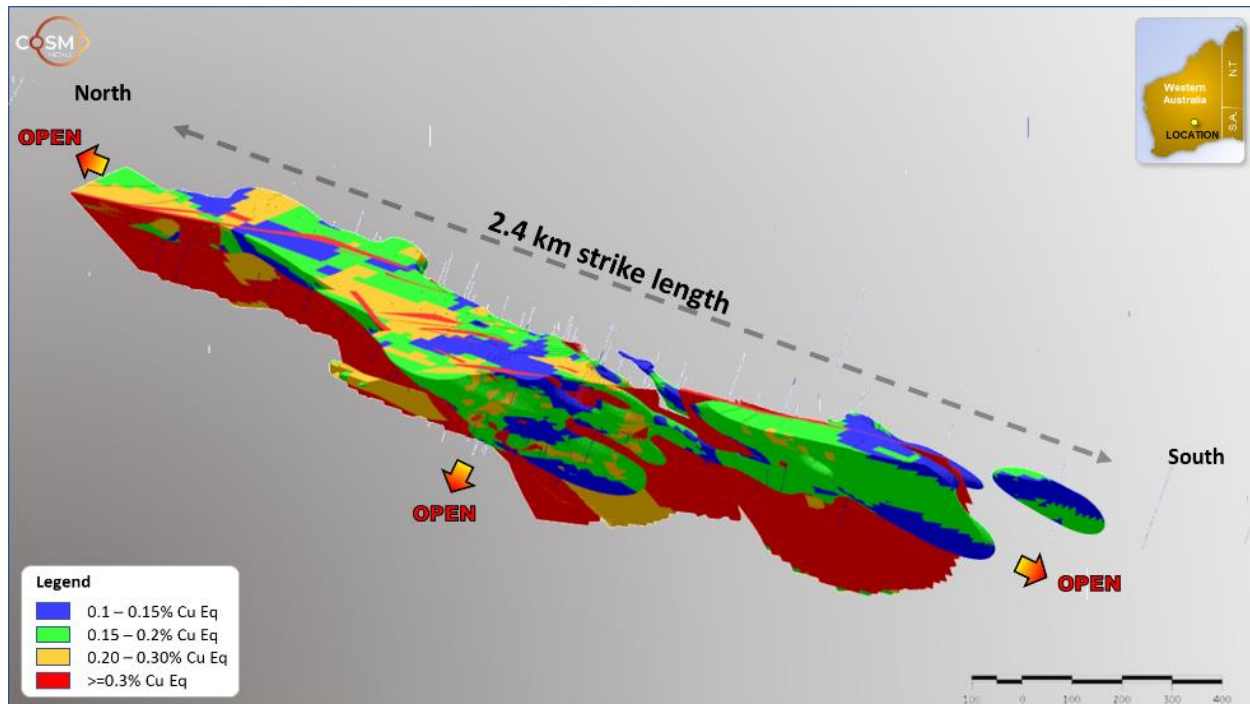 COSMO
METALS
North
OPEN
2.4 km strike length
South
OPEN
OPEN
Western
Australia
N.T
S.A.
LOCATION
Legend
0.1 – 0.15% Cu Eq
0.15 – 0.2% Cu Eq
0.20 – 0.30% Cu Eq
>=0.3% Cu Eq
100 0 100 200 300 400